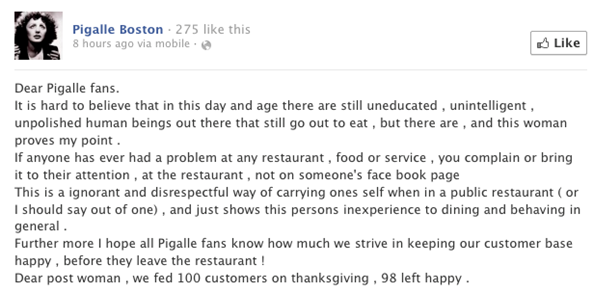 Pigalle Boston · 275 like this
8 hours ago via mobile ·
Like
Dear Pigalle fans.
It is hard to believe that in this day and age there are still uneducated , unintelligent ,
unpolished human beings out there that still go out to eat , but there are , and this woman
proves my point .
If anyone has ever had a problem at any restaurant , food or service , you complain or bring
it to their attention , at the restaurant , not on someone's face book page
This is a ignorant and disrespectful way of carrying ones self when in a public restaurant ( or
I should say out of one) , and just shows this persons inexperience to dining and behaving in
general .
Further more I hope all Pigalle fans know how much we strive in keeping our customer base
happy , before they leave the restaurant !
Dear post woman , we fed 100 customers on thanksgiving , 98 left happy .